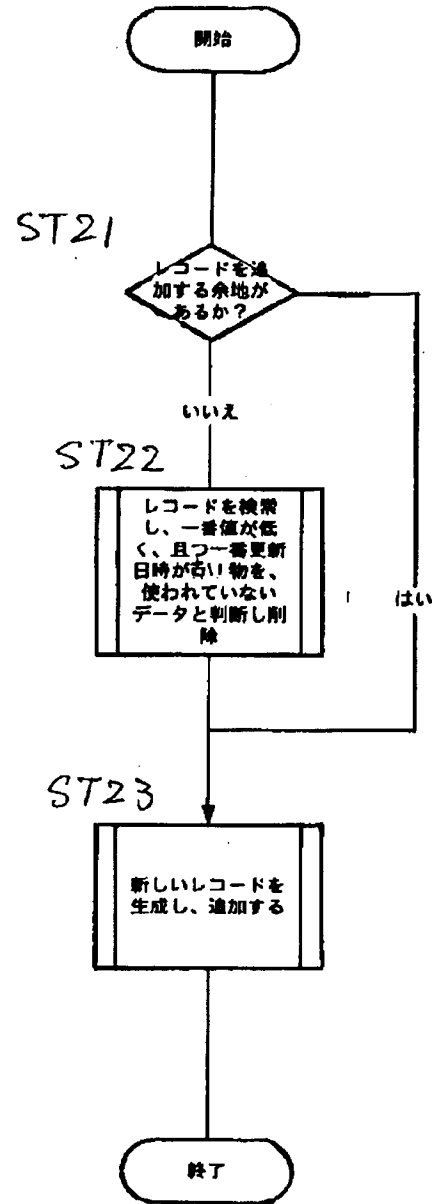 開始
ST21
レコードを追
加する余地が
あるか？
いいえ
ST22
レコードを検索
し、一番値が低
く、且つ一番更新
日時が古い物を、
使われていない
データと判断し削
除
はい
ST23
新しいレコードを
生成し、追加する
終了